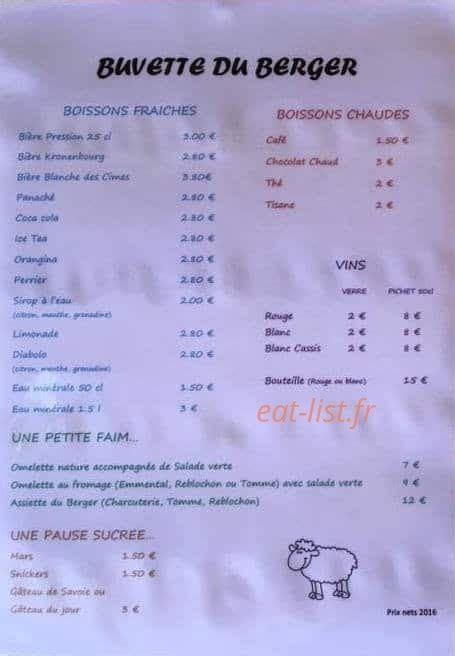 BUVETTE DU BERGER
BOISSONS FRAICHES
Bière Pression 25 cl 3.00 €
Bière Kronenbourg 2.80 €
Bière Blanche des Cimes 3.80€
Panaché 2.80 €
Coca cola 2.80 €
Ice Tea 2.80 €
Orangina 2.80 €
Perrier 2.80 €
Sirop à l'eau 2.00 €
(citron, menthe, grenadine)
Limonade 2.80 €
Diabolo 2.80 €
(citron, menthe, grenadine)
Eau minérale 50 cl 1.50 €
Eau minérale 1.5 l 3 €
BOISSONS CHAUDES
Café 1.50 €
Chocolat Chaud 3 €
Thé 2 €
Tisane 2 €
VINS
VERRE PICHET 50cl
Rouge 2 € 8 €
Blanc 2 € 8 €
Blanc Cassis 2 € 8 €
Bouteille (Rouge ou blanc) 15 €
eat-list.fr
UNE PETITE FAIM...
Omelette nature accompagnée de Salade verte 7 €
Omelette au fromage (Emmental, Reblochon ou Tomme) avec salade verte 9 €
Assiette du Berger (Charcuterie, Tomme, Reblochon) 12 €
UNE PAUSE SUCREE...
Mars 1.50 €
Snickers 1.50 €
Gâteau de Savoie ou
Gâteau du jour 3 €
Prix nets 2016